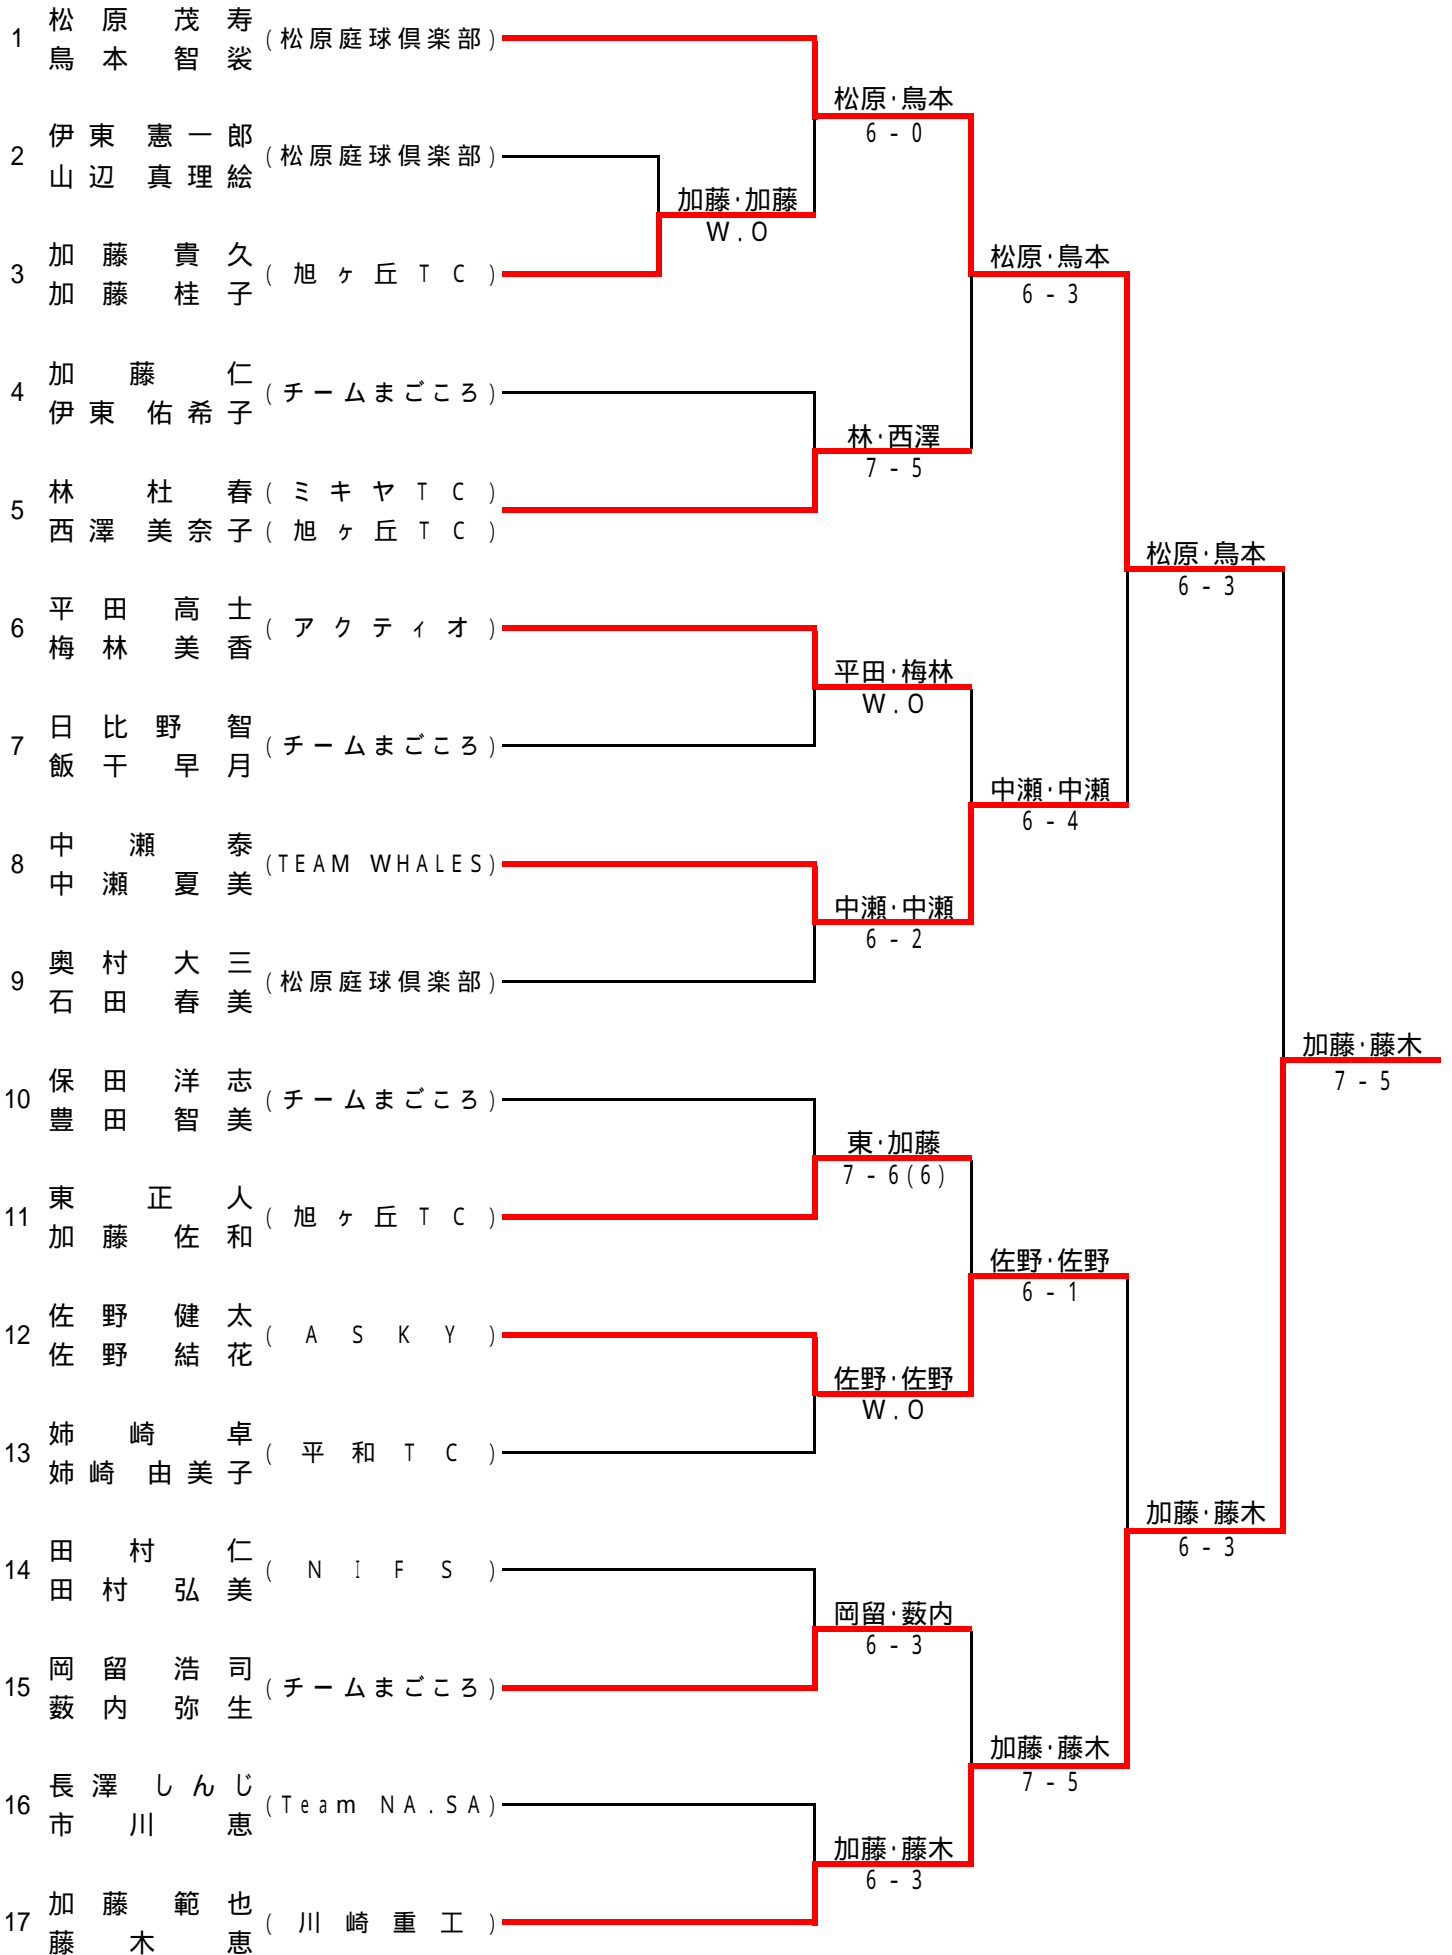 1 松原 茂寿 (松原庭球倶楽部)
鳥本 智裟
松原・鳥本
6 - 0
2 伊東 憲一郎 (松原庭球倶楽部)
山辺 真理絵
加藤・加藤
W.O
3 加藤 貴久 (旭ヶ丘TC)
加藤 桂子
松原・鳥本
6 - 3
4 加藤 仁 (チームまごころ)
伊東 佑希子
林・西澤
7 - 5
5 林 杜春 (ミキヤTC)
西澤 美奈子 (旭ヶ丘TC)
松原・鳥本
6 - 3
6 平田 高士 (アクティオ)
梅林 美香
平田・梅林
W.O
7 日比野 智 (チームまごころ)
飯干 早月
中瀬・中瀬
6 - 4
8 中瀬 泰 (TEAM WHALES)
中瀬 夏美
中瀬・中瀬
6 - 2
9 奥村 大三 (松原庭球倶楽部)
石田 春美
加藤・藤木
7 - 5
10 保田 洋志 (チームまごころ)
豊田 智美
東・加藤
7 - 6(6)
11 東 正人 (旭ヶ丘TC)
加藤 佐和
佐野・佐野
6 - 1
12 佐野 健太 (ASKY)
佐野 結花
佐野・佐野
W.O
13 姉崎 卓 (平和TC)
姉崎 由美子
加藤・藤木
6 - 3
14 田村 仁 (NIFS)
田村 弘美
岡留・薮内
6 - 3
15 岡留 浩司 (チームまごころ)
薮内 弥生
加藤・藤木
7 - 5
16 長澤 しんじ (Team NA.SA)
市川 恵
加藤・藤木
6 - 3
17 加藤 範也 (川崎重工)
藤木 恵